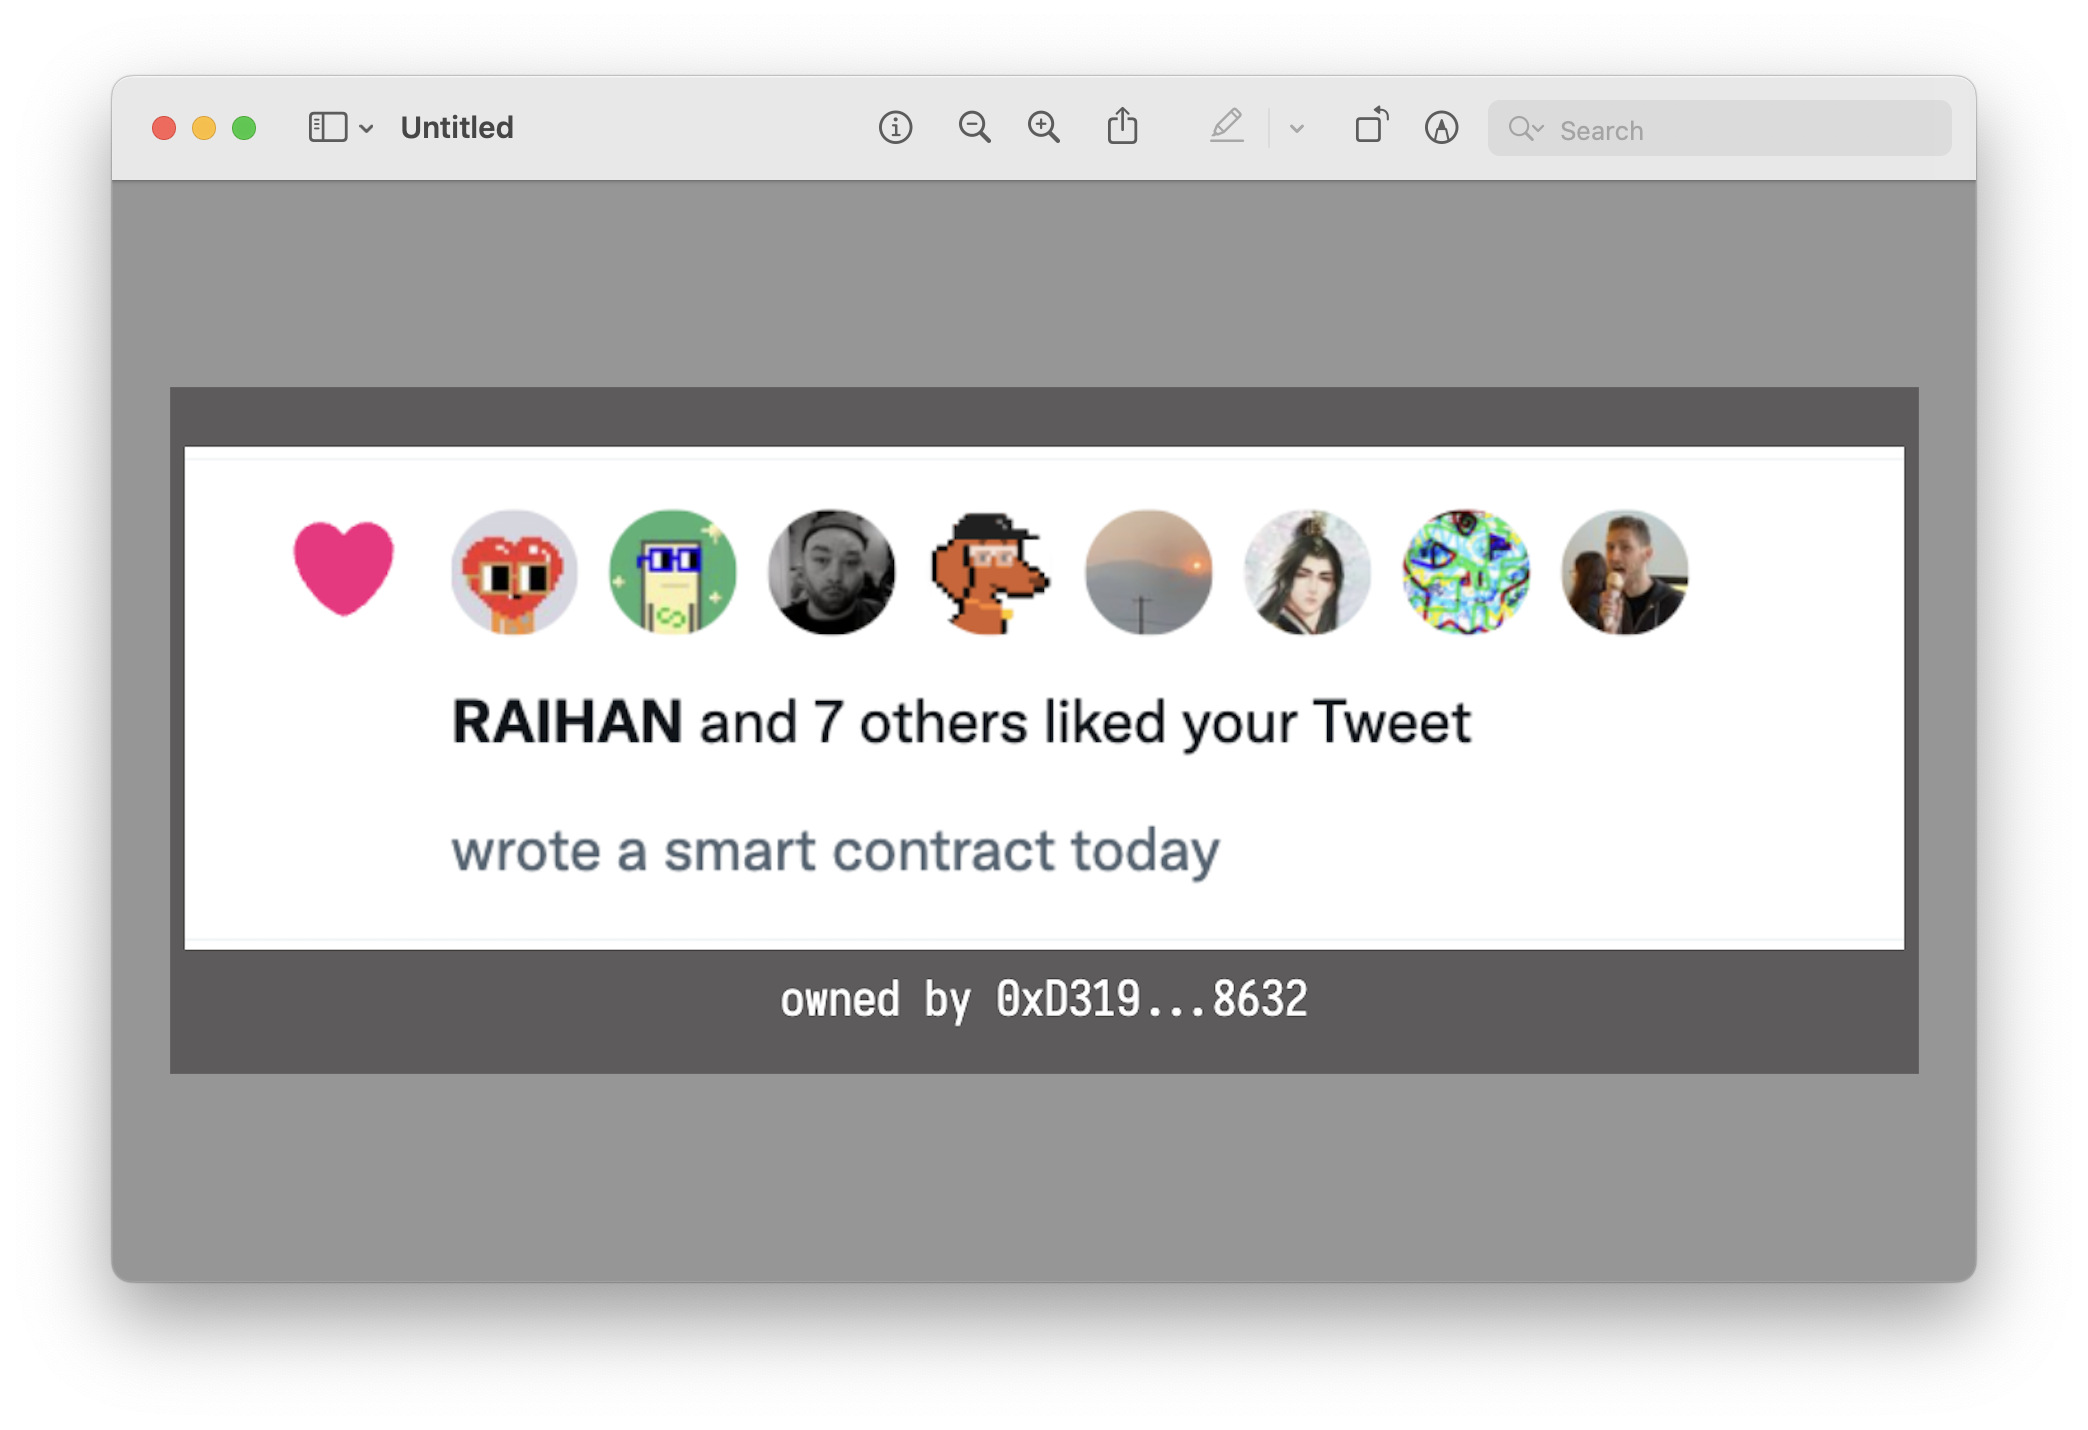 Untitled
Search
RAIHAN and 7 others liked your Tweet
wrote a smart contract today
owned by 0xD319...8632